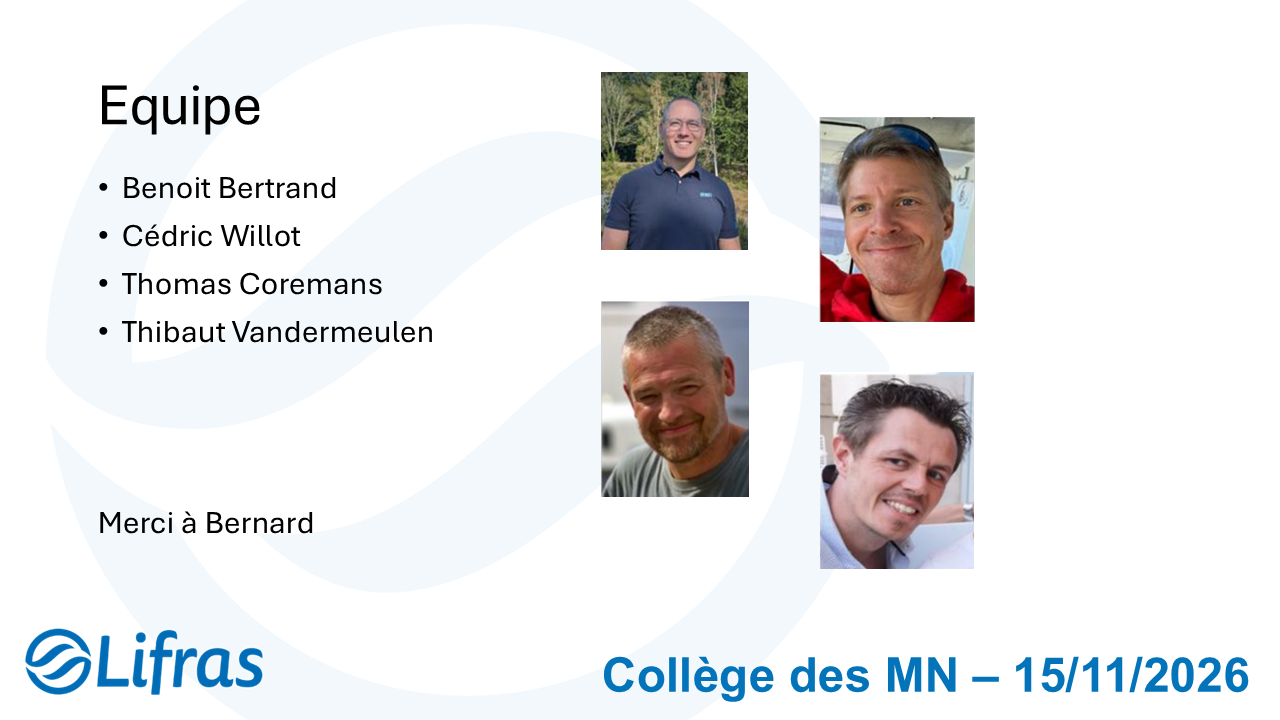 Equipe
• Benoit Bertrand
• Cédric Willot
• Thomas Coremans
• Thibaut Vandermeulen
Merci à Bernard
Lifras
Collège des MN – 15/11/2026